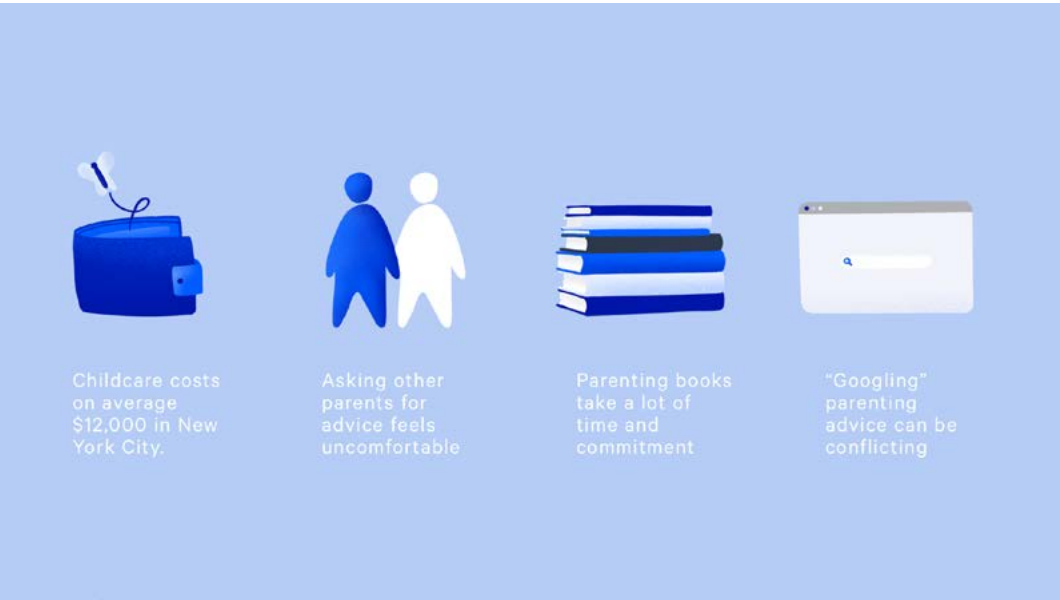 Childcare costs
on average
$12,000 in New
York City.
Asking other
parents for
advice feels
uncomfortable
Parenting books
take a lot of
time and
commitment
“Googling”
parenting
advice can be
conflicting